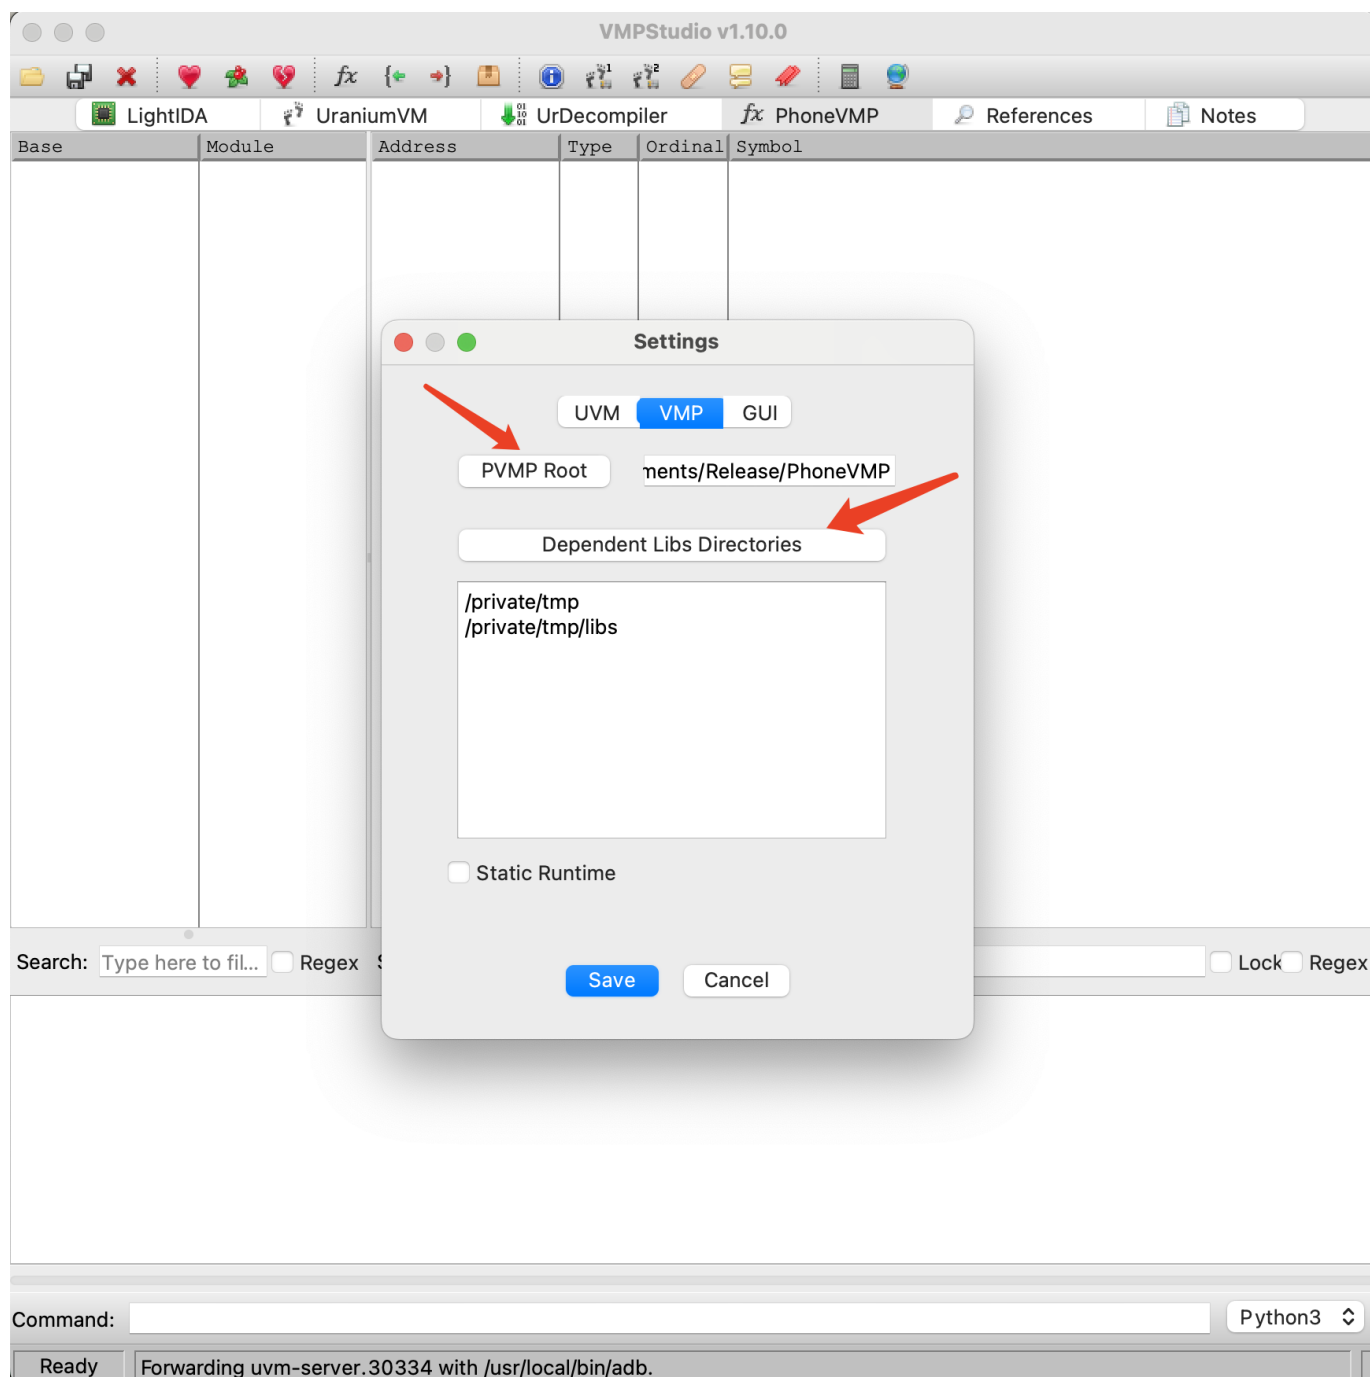 VMPStudio v1.10.0
LightIDA UraniumVM UrDecompiler fx PhoneVMP References Notes
Base Module Address Type Ordinal Symbol
Settings
UVM VMP GUI
PVMP Root ments/Release/PhoneVMP
Dependent Libs Directories
/private/tmp
/private/tmp/libs
Static Runtime
Search: Type here to fil... Regex Lock Regex
Save Cancel
Command: Python3
Ready Forwarding uvm-server.30334 with /usr/local/bin/adb.